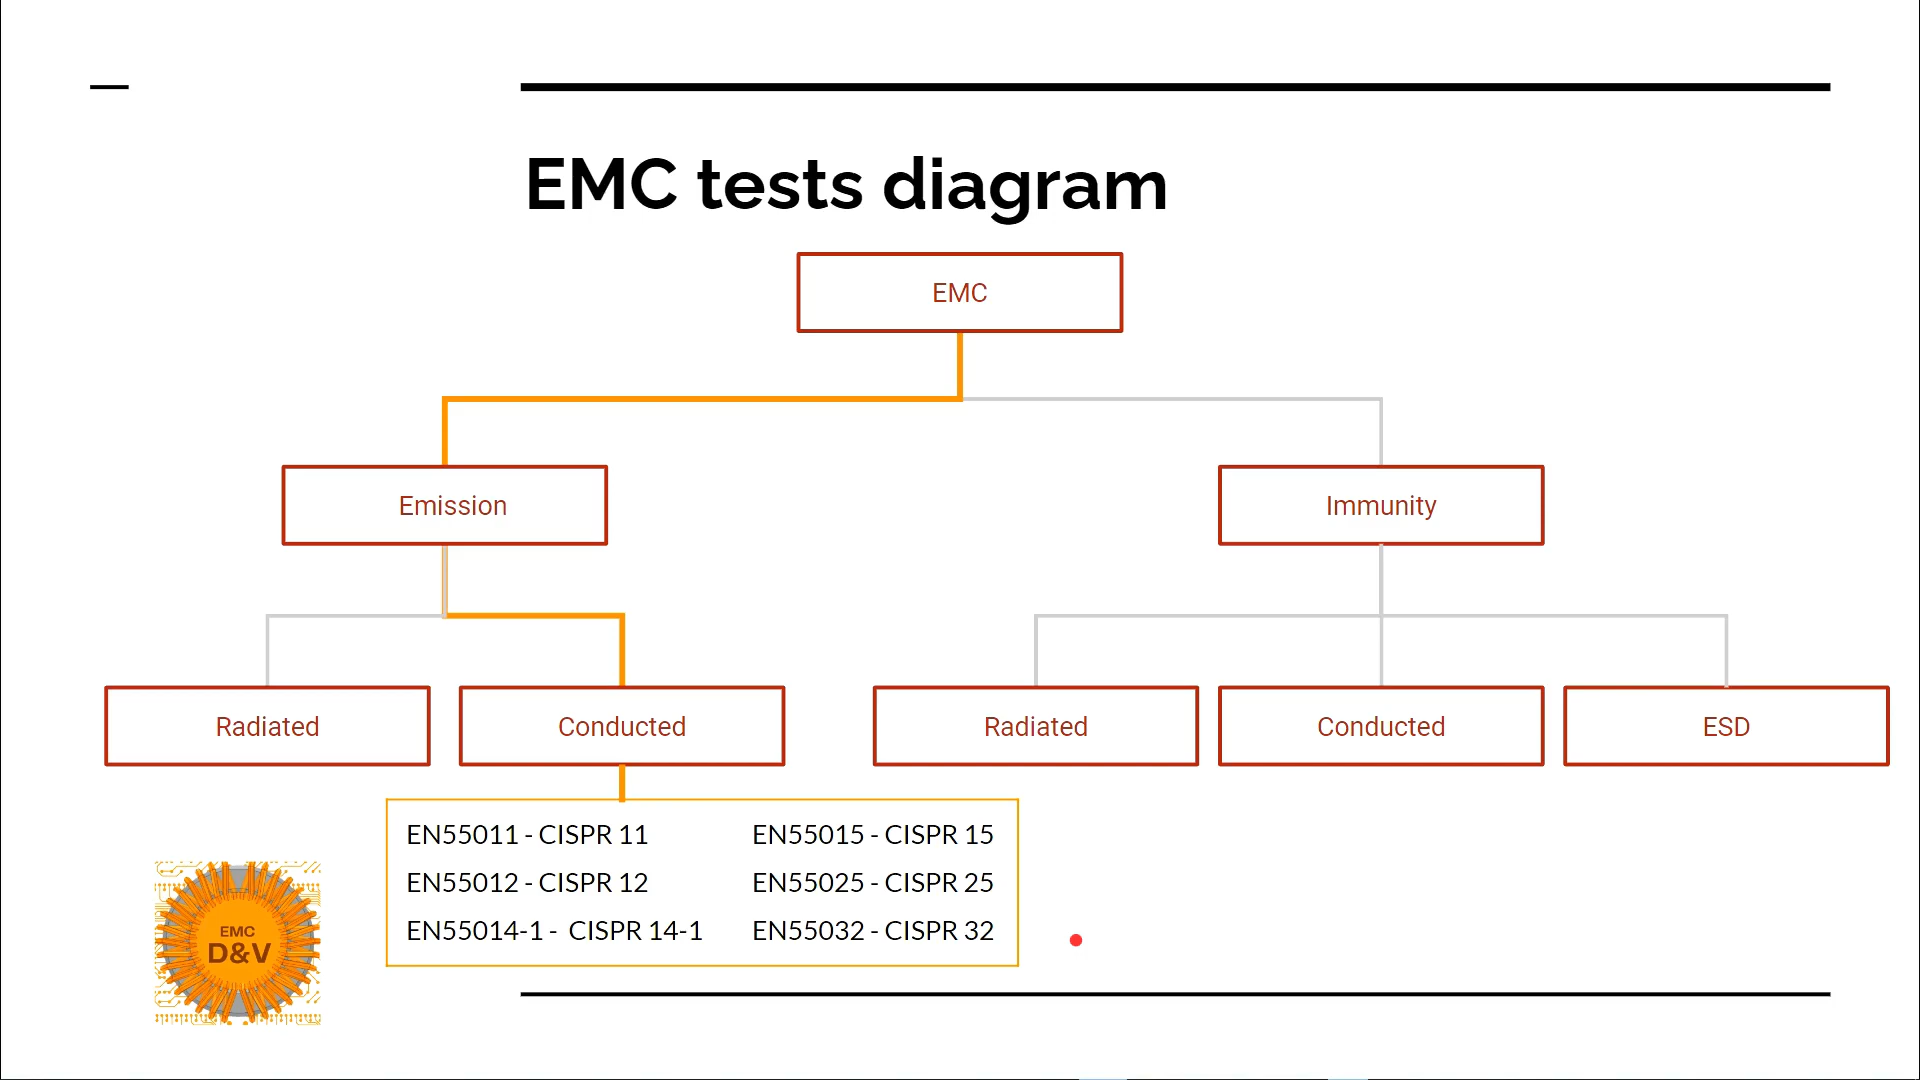 EMC tests diagram
EMC
Emission
Immunity
Radiated
Conducted
Radiated
Conducted
ESD
EN55011 - CISPR 11
EN55012 - CISPR 12
EN55014-1 - CISPR 14-1
EN55015 - CISPR 15
EN55025 - CISPR 25
EN55032 - CISPR 32
EMC
D&V